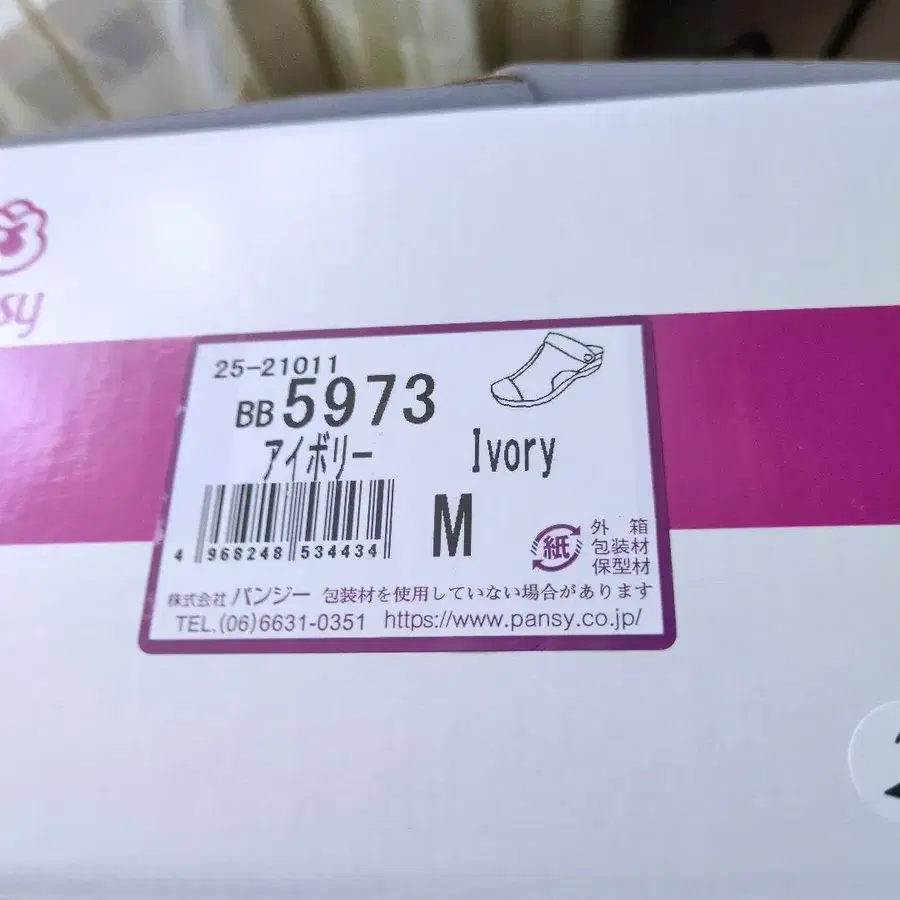 sy
25-21011
BB 5973
アイボリー Ivory
M
4 968248 534434
紙 外箱
包装材
保型材
株式会社 パンジー 包装材を使用していない場合があります
TEL.(06)6631-0351 https://www.pansy.co.jp/